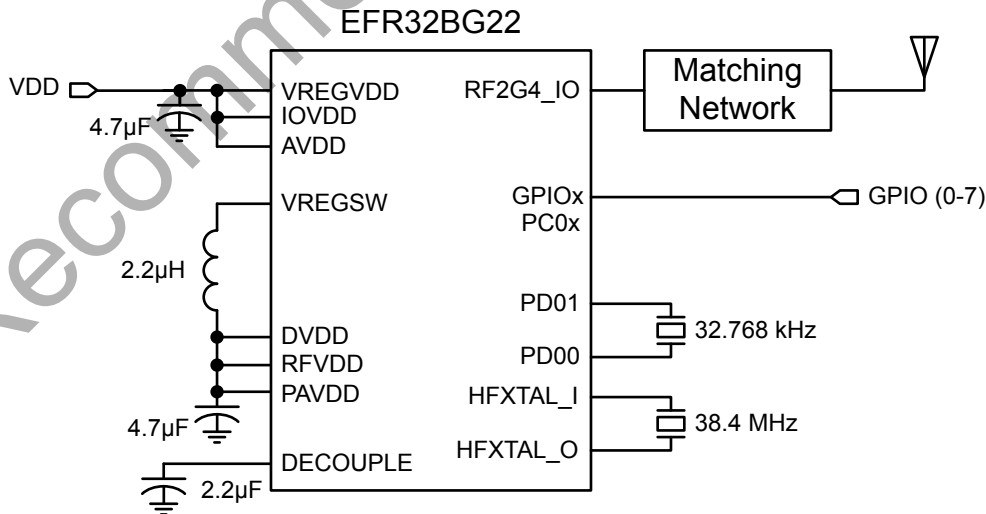 EFR32BG22
VDD
VREGVDD
IOVDD
AVDD
4.7µF
VREGSW
2.2µH
DVDD
RFVDD
PAVDD
4.7µF
DECOUPLE
2.2µF
RF2G4_IO
Matching
Network
GPIOx
PC0x
GPIO (0-7)
PD01
PD00
32.768 kHz
HFXTAL_I
HFXTAL_O
38.4 MHz